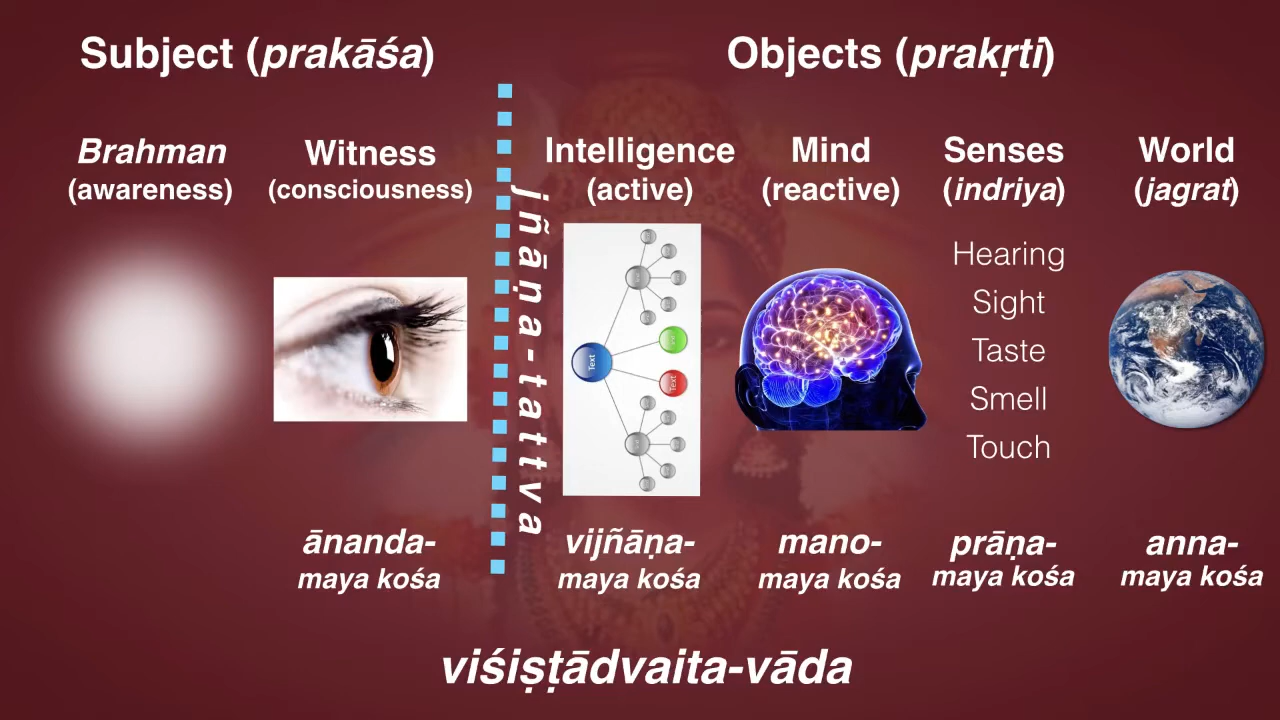 Subject (prakāśa)
Objects (prakṛti)
Brahman
(awareness)
Witness
(consciousness)
jñāṇa-tattva
Intelligence
(active)
Mind
(reactive)
Senses
(indriya)
World
(jagrat)
Text
Text
Hearing
Sight
Taste
Smell
Touch
ānanda-
maya kośa
vijñāṇa-
maya kośa
mano-
maya kośa
prāṇa-
maya kośa
anna-
maya kośa
viśiṣṭādvaita-vāda